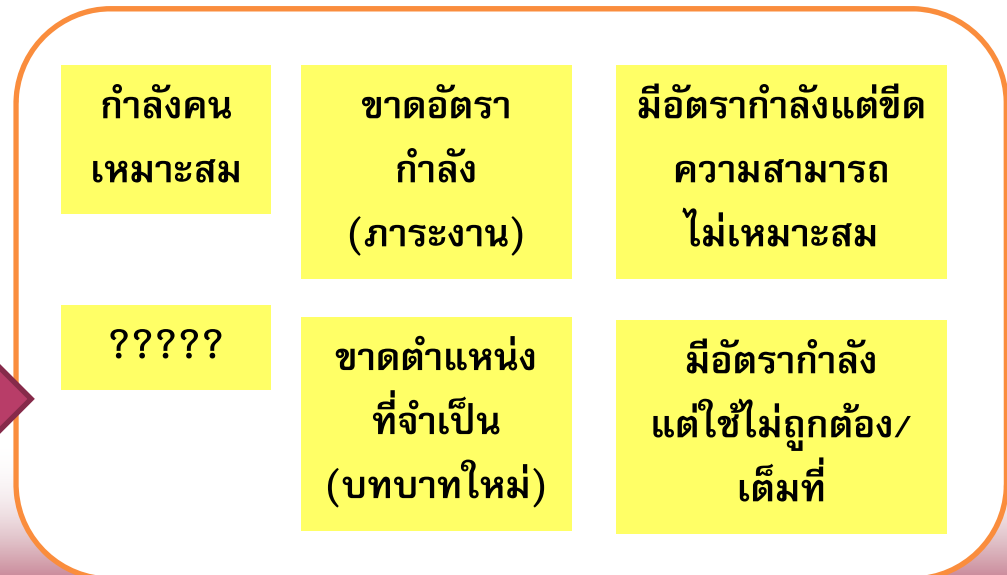 กำลังคน
เหมาะสม
ขาดอัตรา
กำลัง
(ภาระงาน)
มีอัตรากำลังแต่ขีด
ความสามารถ
ไม่เหมาะสม
?????
ขาดตำแหน่ง
ที่จำเป็น
(บทบาทใหม่)
มีอัตรากำลัง
แต่ใช้ไม่ถูกต้อง/
เต็มที่